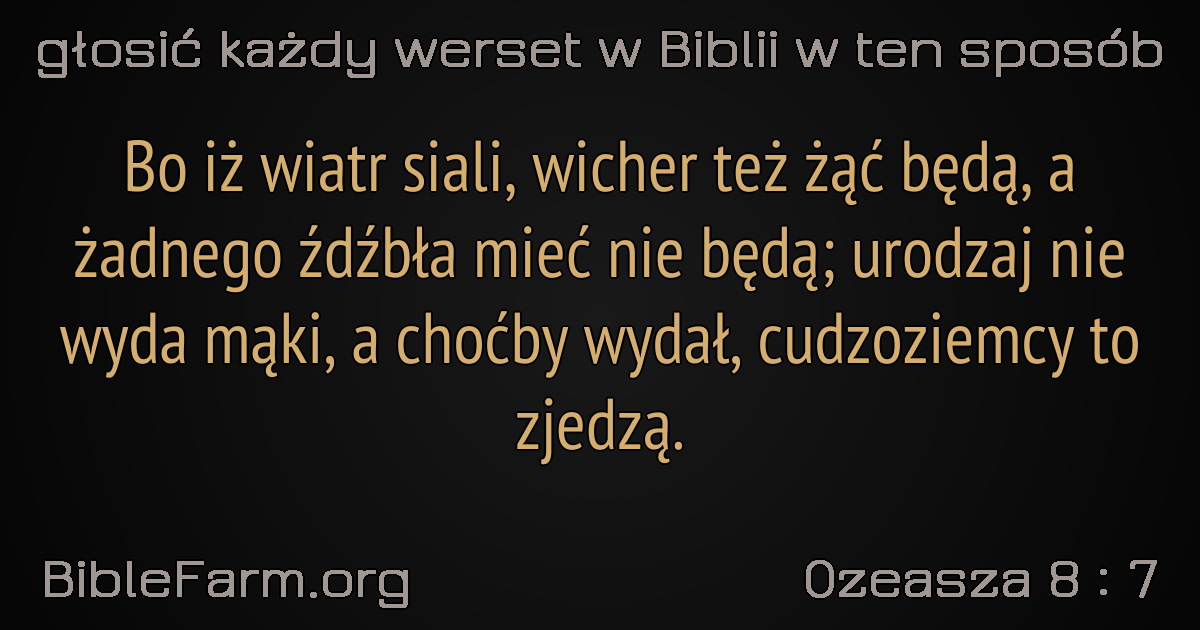 głosić każdy werset w Biblii w ten sposób
Bo iż wiatr siali, wicher też żąć będą, a
żadnego źdźbła mieć nie będą; urodzaj nie
wyda mąki, a choćby wydał, cudzoziemcy to
zjedzą.
BibleFarm.org
Ozeasza 8 : 7